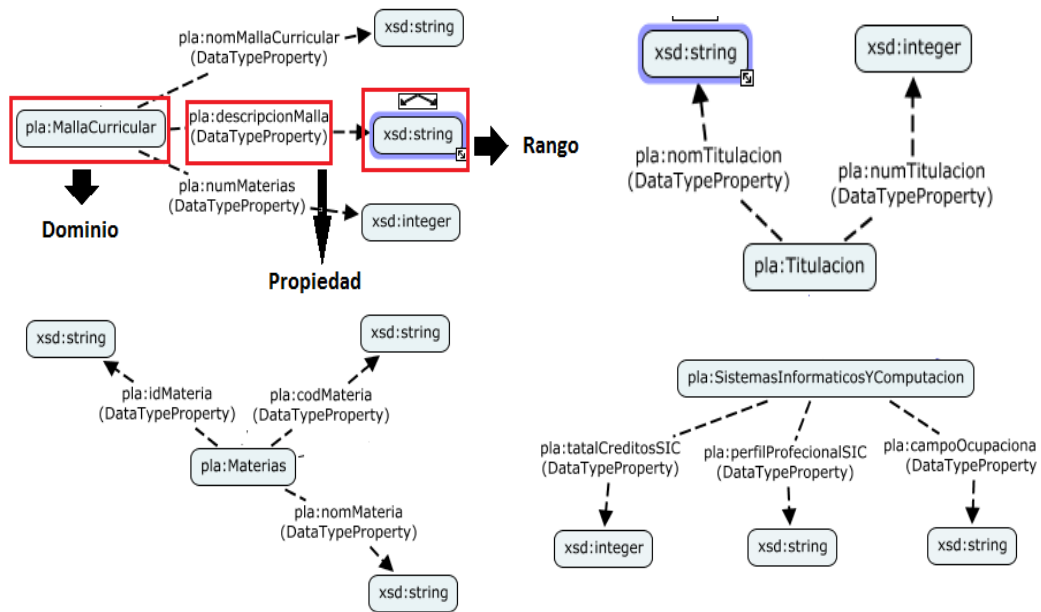 pla:nomMallaCurricular
(DataTypeProperty)
xsd:string
pla:MallaCurricular
pla:descripcionMalla
(DataTypeProperty)
xsd:string
Rango
pla:numMaterias
(DataTypeProperty)
xsd:integer
Dominio
Propiedad
xsd:string
xsd:integer
pla:nomTitulacion
(DataTypeProperty)
pla:numTitulacion
(DataTypeProperty)
pla:Titulacion
xsd:string
xsd:string
pla:idMateria
(DataTypeProperty)
pla:codMateria
(DataTypeProperty)
pla:Materias
pla:nomMateria
(DataTypeProperty)
xsd:string
pla:SistemasInformaticosYComputacion
pla:tatalCreditosSIC
(DataTypeProperty)
pla:perfilProfecionalSIC
(DataTypeProperty)
pla:campoOcupaciona
(DataTypeProperty
xsd:integer
xsd:string
xsd:string